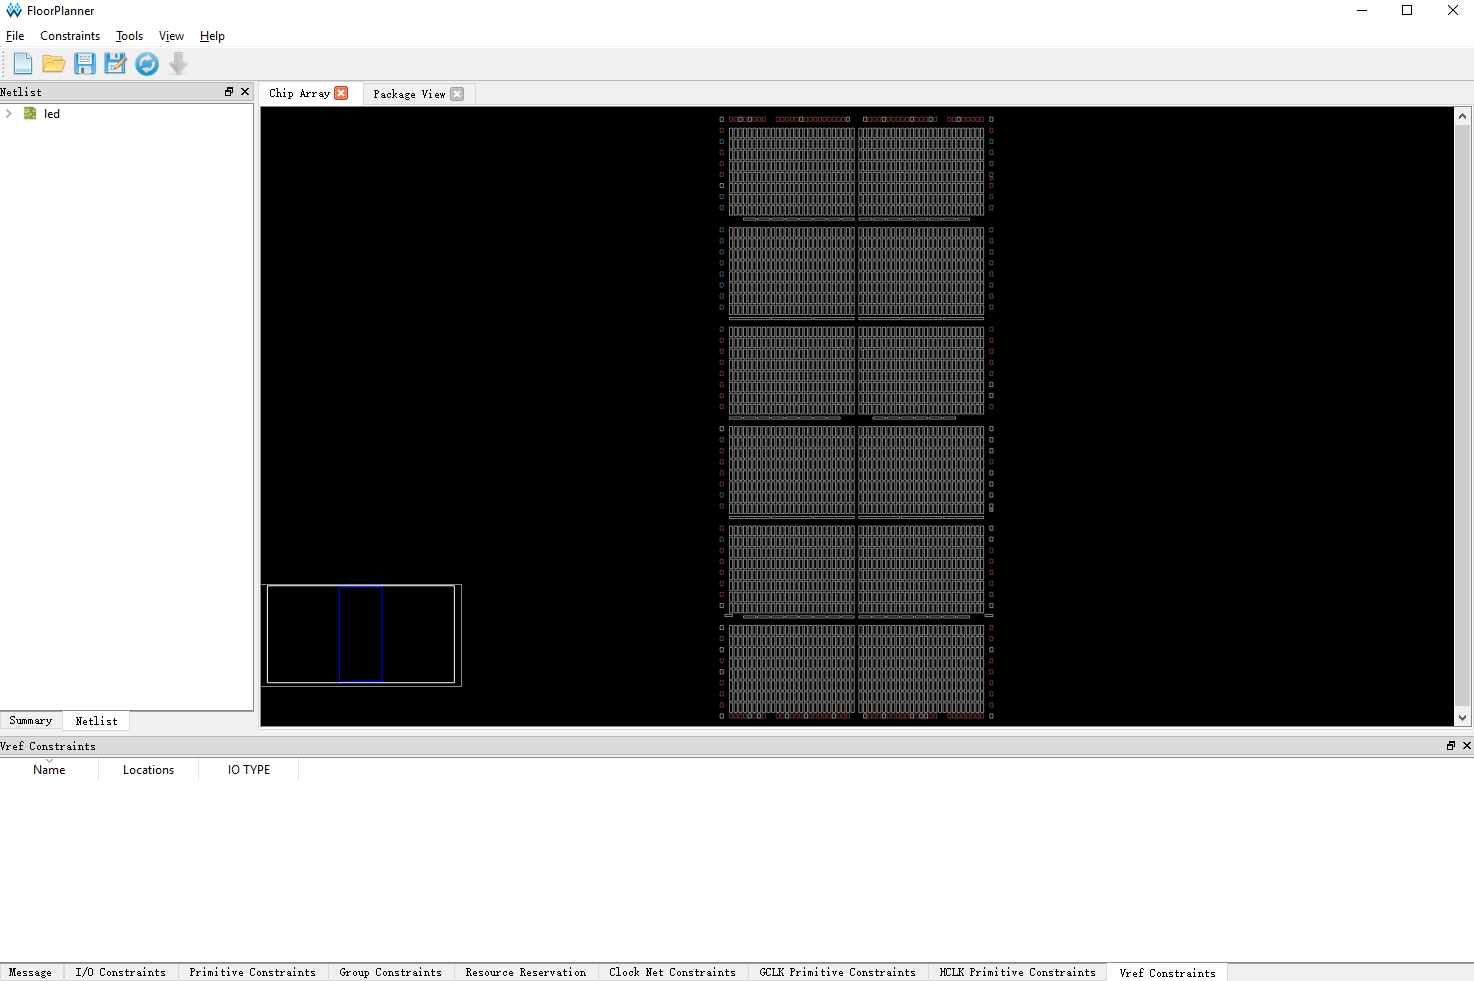 FloorPlanner
File Constraints Tools View Help
Netlist
Chip Array Package View
led
Summary Netlist
Vref Constraints
Name Locations IO TYPE
Message I/O Constraints Primitive Constraints Group Constraints Resource Reservation Clock Net Constraints GCLK Primitive Constraints HCLK Primitive Constraints Vref Constraints